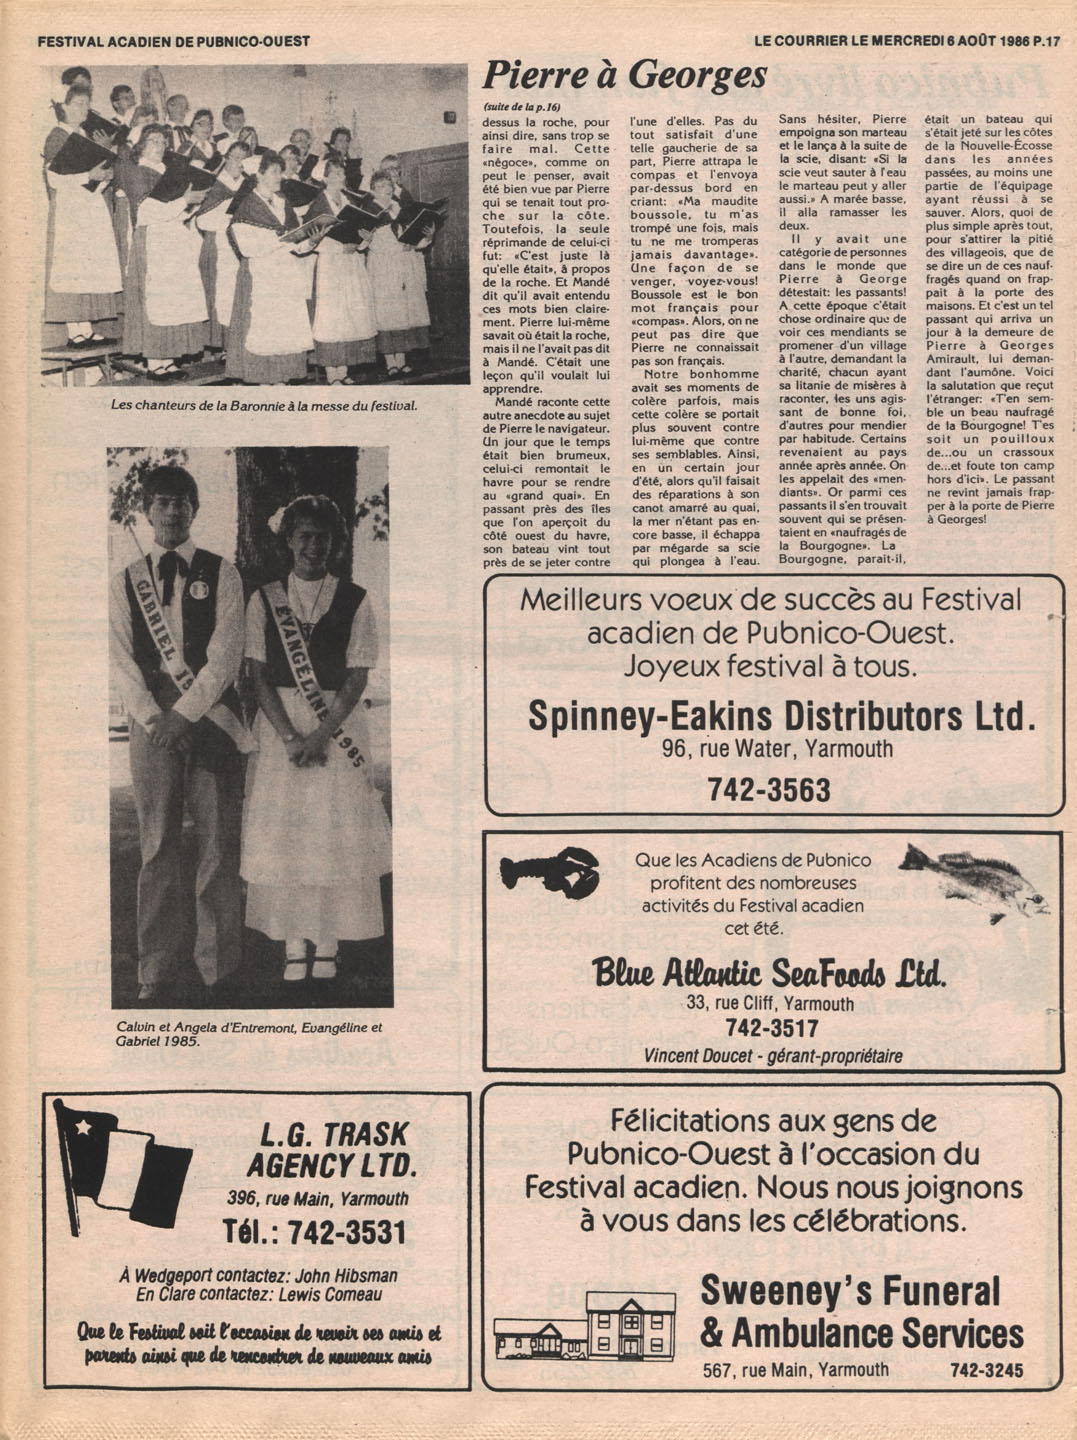 FESTIVAL ACADIEN DE PUBNICO-OUEST
LE COURRIER LE MERCREDI 6 AOÛT 1986 P.17
Les chanteurs de la Baronnie à la messe du festival.
GABRIEL 19
ÉVANGÉLINE 1985
Calvin et Angela d'Entremont, Evangéline et
Gabriel 1985.
Pierre à Georges
(suite de la p.16)
dessus la roche, pour
ainsi dire, sans trop se
faire mal. Cette
«négoce», comme on
peut le penser, avait
été bien vue par Pierre
qui se tenait tout pro-
che sur la côte.
Toutefois, la seule
réprimande de celui-ci
fut: «C'est juste là
qu'elle était», à propos
de la roche. Et Mandé
dit qu'il avait entendu
ces mots bien claire-
ment. Pierre lui-même
savait où était la roche,
mais il ne l'avait pas dit
à Mandé. C'était une
leçon qu'il voulait lui
apprendre.
Mandé raconte cette
autre anecdote au sujet
de Pierre le navigateur.
Un jour que le temps
était bien brumeux,
celui-ci remontait le
havre pour se rendre
au «grand quai». En
passant près des îles
que l'on aperçoit du
côté ouest du havre,
son bateau vint tout
près de se jeter contre
l'une d'elles. Pas du
tout satisfait d'une
telle gaucherie de sa
part, Pierre attrapa le
compas et l'envoya
par-dessus bord en
criant: «Ma maudite
boussole, tu m'as
trompé une fois, mais
tu ne me tromperas
jamais davantage».
Une façon de se
venger, voyez-vous!
Boussole est le bon
mot français pour
«compas». Alors, on ne
peut pas dire que
Pierre ne connaissait
pas son français.
Notre bonhomme
avait ses moments de
colère parfois, mais
cette colère se portait
plus souvent contre
lui-même que contre
ses semblables. Ainsi,
en un certain jour
d'été, alors qu'il faisait
des réparations à son
canot amarré au quai,
la mer n'étant pas en-
core basse, il échappa
par mégarde sa scie
qui plongea à l'eau.
Sans hésiter, Pierre
empoigna son marteau
et le lança à la suite de
la scie, disant: «Si la
scie veut sauter à l'eau
le marteau peut y aller
aussi.» A marée basse,
il alla ramasser les
deux.
Il y avait une
catégorie de personnes
dans le monde que
Pierre à George
détestait: les passants!
A cette époque c'était
chose ordinaire que de
voir ces mendiants se
promener d'un village
à l'autre, demandant la
charité, chacun ayant
sa litanie de misères à
raconter, les uns agis-
sant de bonne foi,
d'autres pour mendier
par habitude. Certains
revenaient au pays
année après année. On
les appelait des «men-
diants». Or parmi ces
passants il s'en trouvait
souvent qui se présen-
taient en «naufragés de
la Bourgogne». La
Bourgogne, parait-il,
était un bateau qui
s'était jeté sur les côtes
de la Nouvelle-Écosse
dans les années
passées, au moins une
partie de l'équipage
ayant réussi à se
sauver. Alors, quoi de
plus simple après tout,
pour s'attirer la pitié
des villageois, que de
se dire un de ces nauf-
fragés quand on frap-
pait à la porte des
maisons. Et c'est un tel
passant qui arriva un
jour à la demeure de
Pierre à Georges
Amirault, lui deman-
dant l'aumône. Voici
la salutation que reçut
l'étranger: «T'en sem-
ble un beau naufragé
de la Bourgogne! T'es
soit un pouilloux
de...ou un crassoux
de...et foute ton camp
hors d'ici». Le passant
ne revint jamais frap-
per à la porte de Pierre
à Georges!
Meilleurs voeux de succès au Festival
acadien de Pubnico-Ouest.
Joyeux festival à tous.
Spinney-Eakins Distributors Ltd.
96, rue Water, Yarmouth
742-3563
Que les Acadiens de Pubnico
profitent des nombreuses
activités du Festival acadien
cet été.
Blue Atlantic SeaFoods Ltd.
33, rue Cliff, Yarmouth
742-3517
Vincent Doucet - gérant-propriétaire
L.G. TRASK
AGENCY LTD.
396, rue Main, Yarmouth
Tél.: 742-3531
À Wedgeport contactez: John Hibsman
En Clare contactez: Lewis Comeau
Que le Festival soit l'occasion de revoir ses amis et
parents ainsi que de rencontrer de nouveaux amis
Félicitations aux gens de
Pubnico-Ouest à l'occasion du
Festival acadien. Nous nous joignons
à vous dans les célébrations.
Sweeney's Funeral
& Ambulance Services
567, rue Main, Yarmouth 742-3245